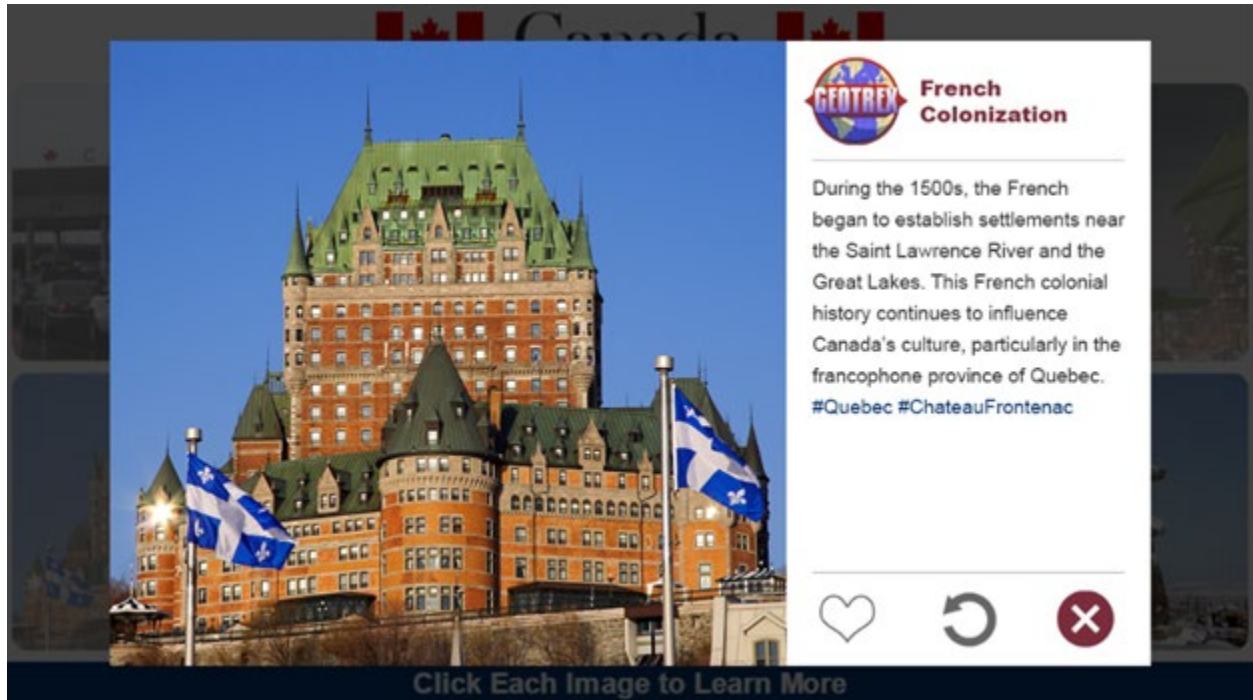 Canada
GEOTREX
French
Colonization
During the 1500s, the French
began to establish settlements near
the Saint Lawrence River and the
Great Lakes. This French colonial
history continues to influence
Canada's culture, particularly in the
francophone province of Quebec.
#Quebec #ChateauFrontenac
Click Each Image to Learn More